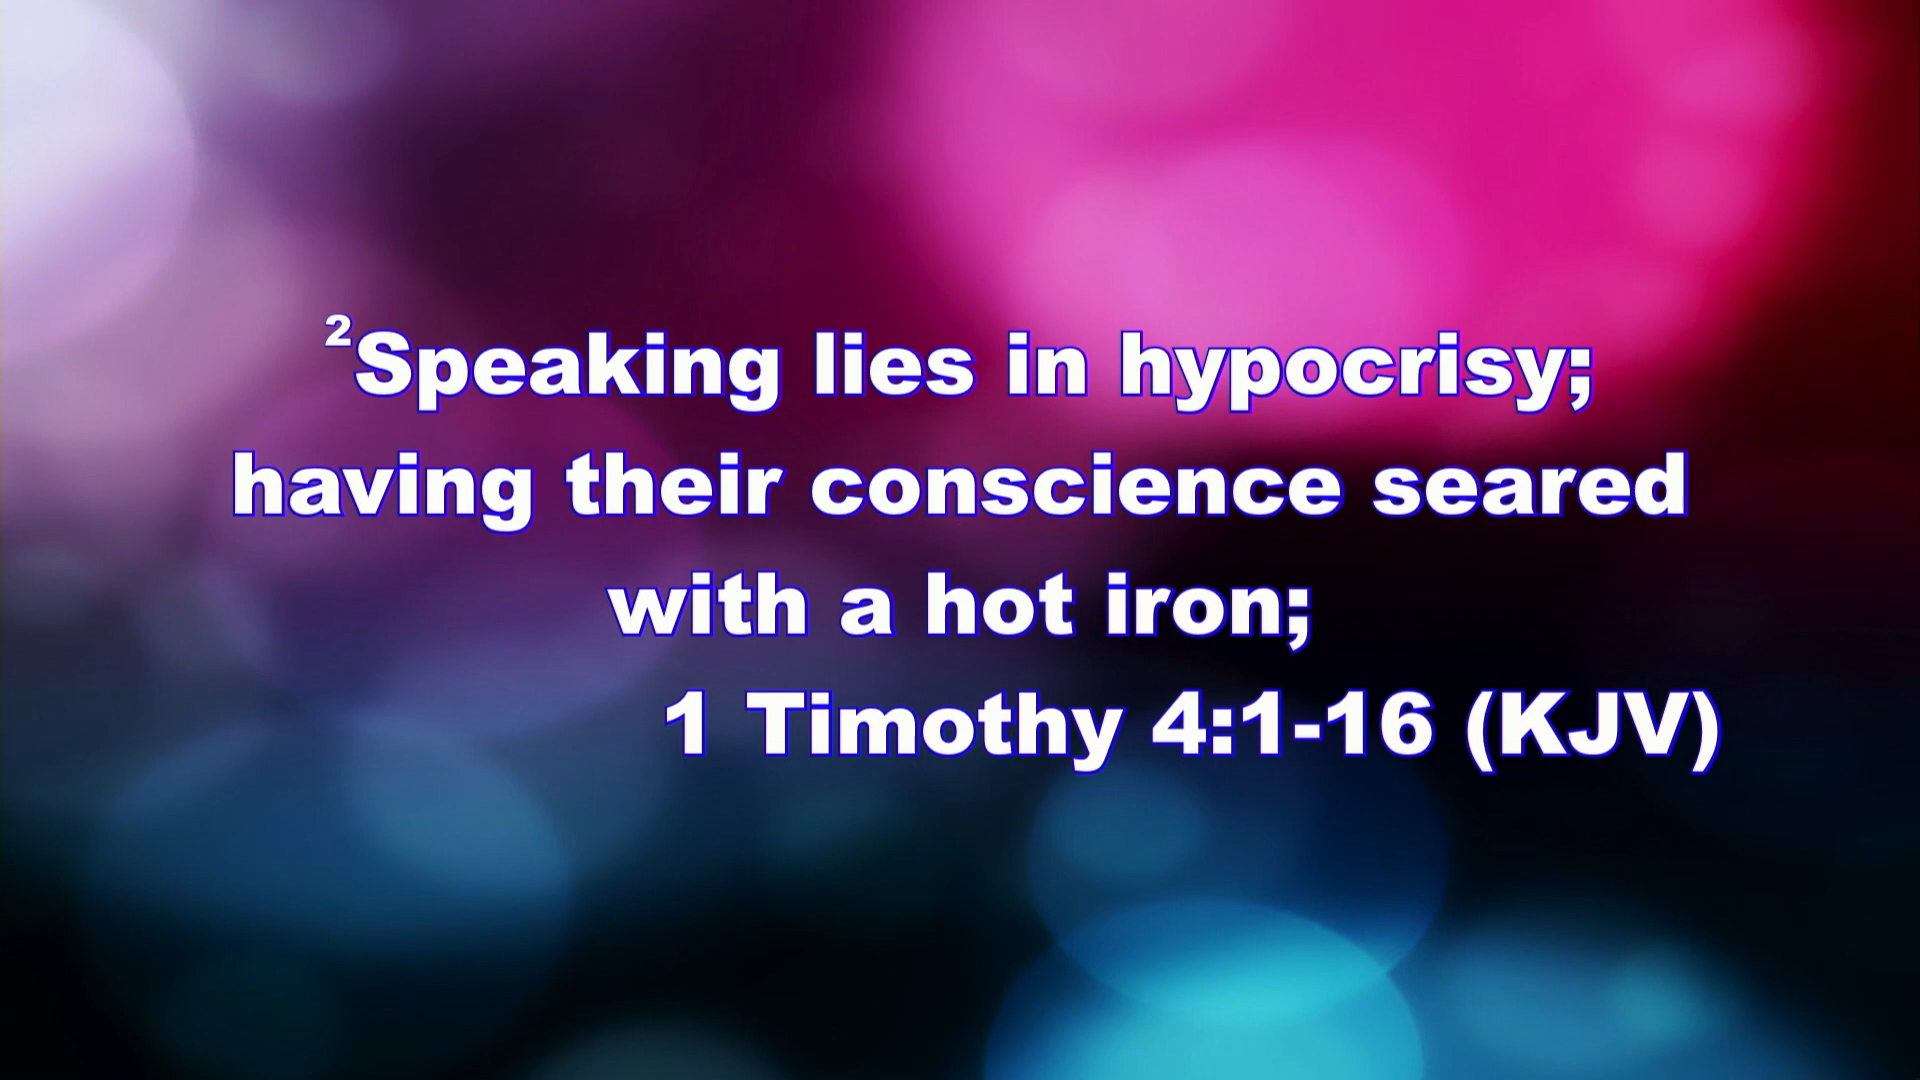 ²Speaking lies in hypocrisy;
having their conscience seared
with a hot iron;
1 Timothy 4:1-16 (KJV)